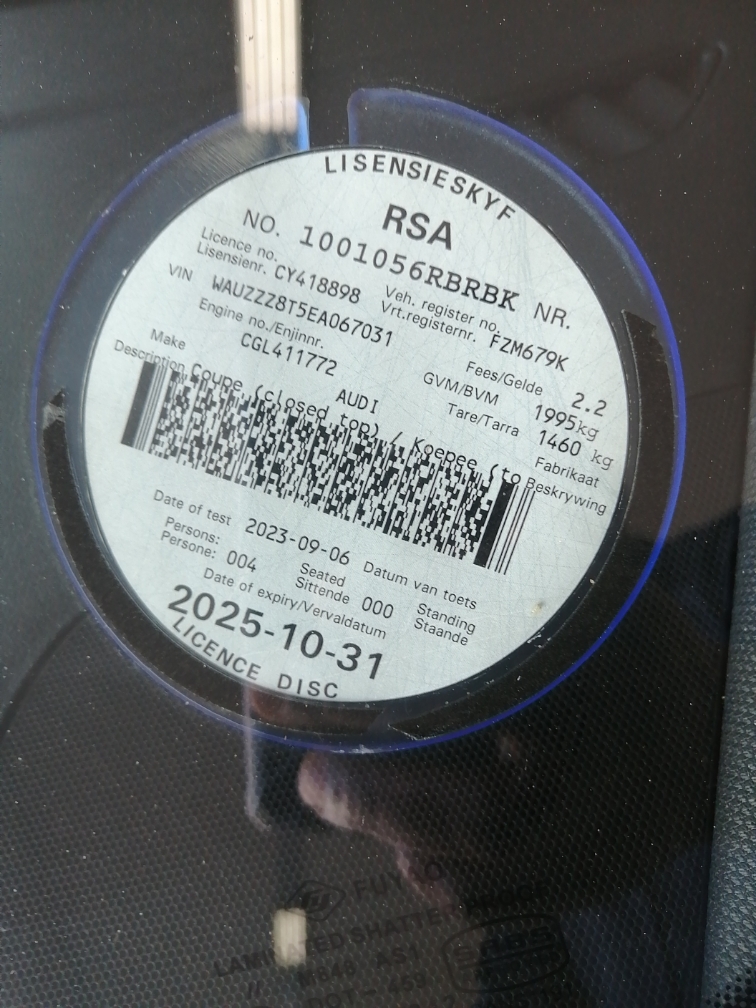 LISENSIESKYF
RSA
NO. 1001056RBRBK NR.
Licence no.
Lisensienr. CY418898
Veh. register no.
Vrt.registernr. FZM679K
VIN WAUZZZ8T5EA067031
Engine no./Enjinnr.
CGL411772
Fees/Gelde 2.2
GVM/BVM 1995kg
Tare/Tarra 1460 kg
Make AUDI Fabrikaat
Description Coupe (closed top) / Koepee (to Beskrywing
Date of test 2023-09-06 Datum van toets
Persons:
Persone: 004
Seated
Sittende 000
Standing
Staande
Date of expiry/Vervaldatum
2025-10-31
LICENCE DISC